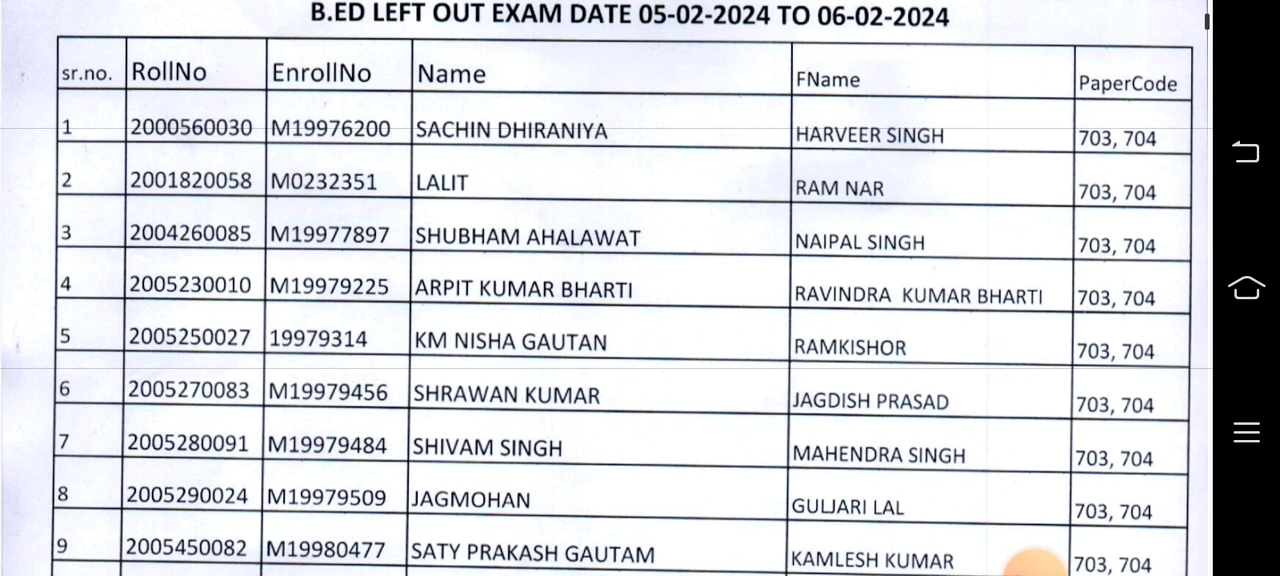 B.ED LEFT OUT EXAM DATE 05-02-2024 TO 06-02-2024
sr.no. RollNo EnrollNo Name FName PaperCode
1 2000560030 M19976200 SACHIN DHIRANIYA HARVEER SINGH 703, 704
2 2001820058 M0232351 LALIT RAM NAR 703, 704
3 2004260085 M19977897 SHUBHAM AHALAWAT NAIPAL SINGH 703, 704
4 2005230010 M19979225 ARPIT KUMAR BHARTI RAVINDRA KUMAR BHARTI 703, 704
5 2005250027 19979314 KM NISHA GAUTAN RAMKISHOR 703, 704
6 2005270083 M19979456 SHRAWAN KUMAR JAGDISH PRASAD 703, 704
7 2005280091 M19979484 SHIVAM SINGH MAHENDRA SINGH 703, 704
8 2005290024 M19979509 JAGMOHAN GULJARI LAL 703, 704
9 2005450082 M19980477 SATY PRAKASH GAUTAM KAMLESH KUMAR 703, 704